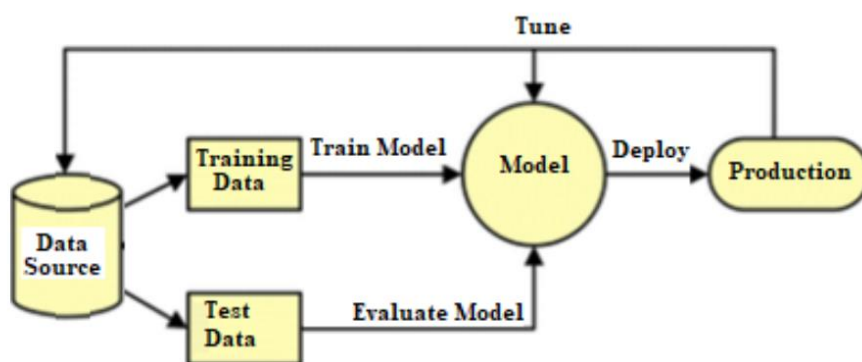 Tune
Training
Data
Train Model
Model
Deploy
Production
Data
Source
Test
Data
Evaluate Model